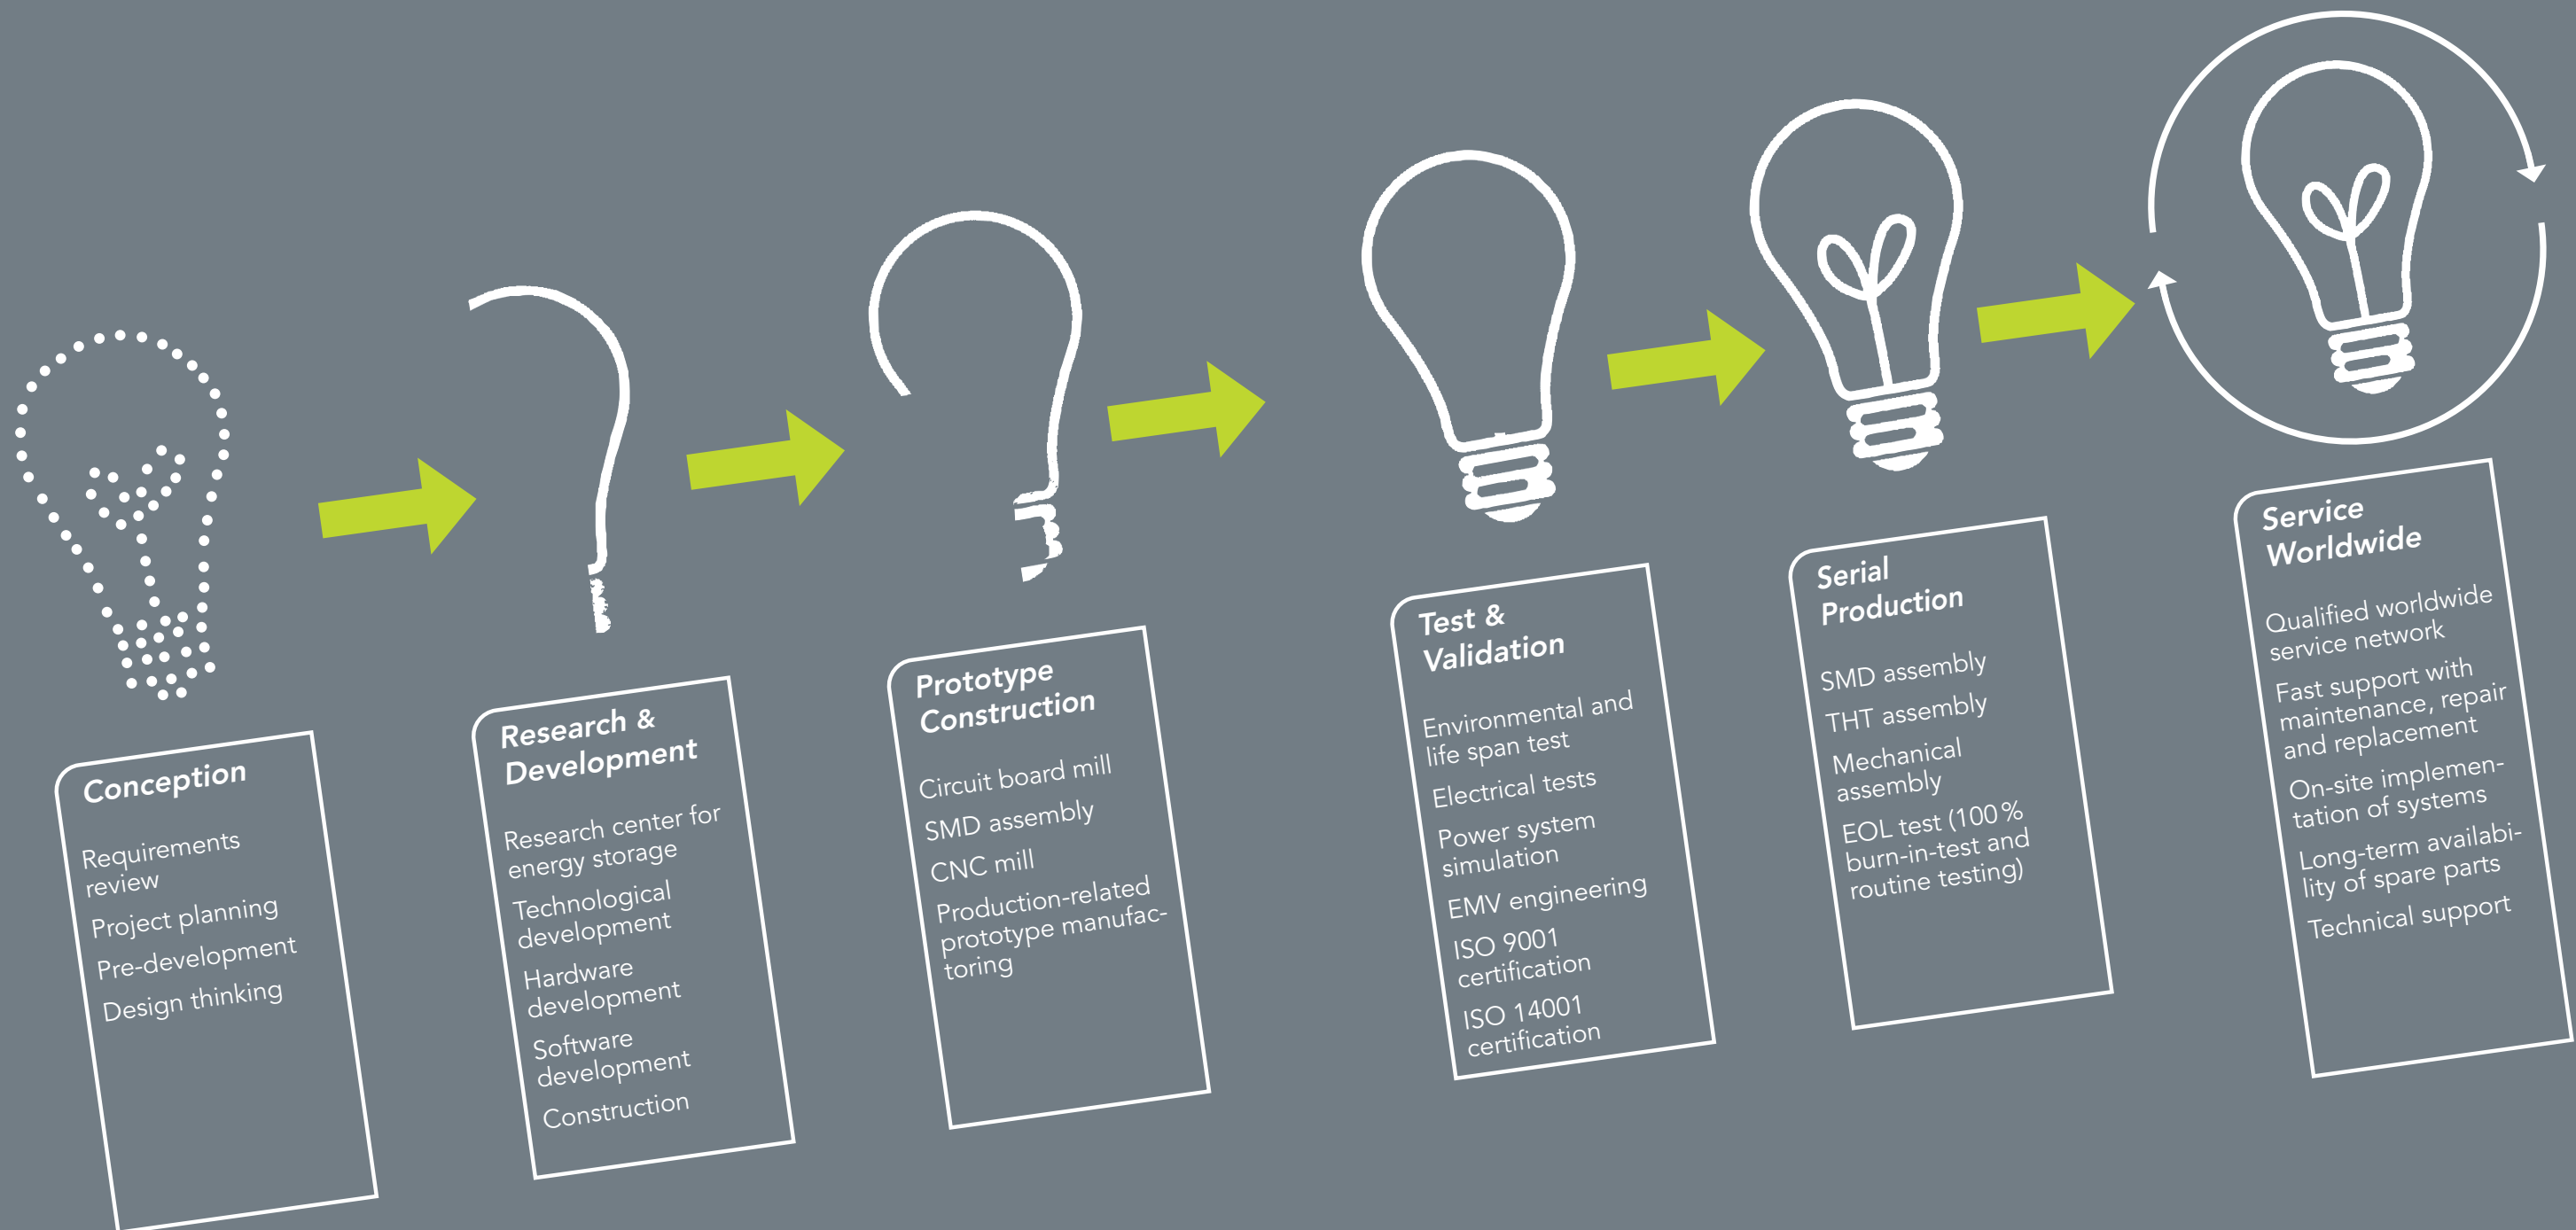 Conception
Requirements
review
Project planning
Pre-development
Design thinking
Research &
Development
Research center for
energy storage
Technological
development
Hardware
development
Software
development
Construction
Prototype
Construction
Circuit board mill
SMD assembly
CNC mill
Production-related
prototype manufac-
toring
Test &
Validation
Environmental and
life span test
Electrical tests
Power system
simulation
EMV engineering
ISO 9001
certification
ISO 14001
certification
Serial
Production
SMD assembly
THT assembly
Mechanical
assembly
EOL test (100 %
burn-in-test and
routine testing)
Service
Worldwide
Qualified worldwide
service network
Fast support with
maintenance, repair
and replacement
On-site implemen-
tation of systems
Long-term availabi-
lity of spare parts
Technical support